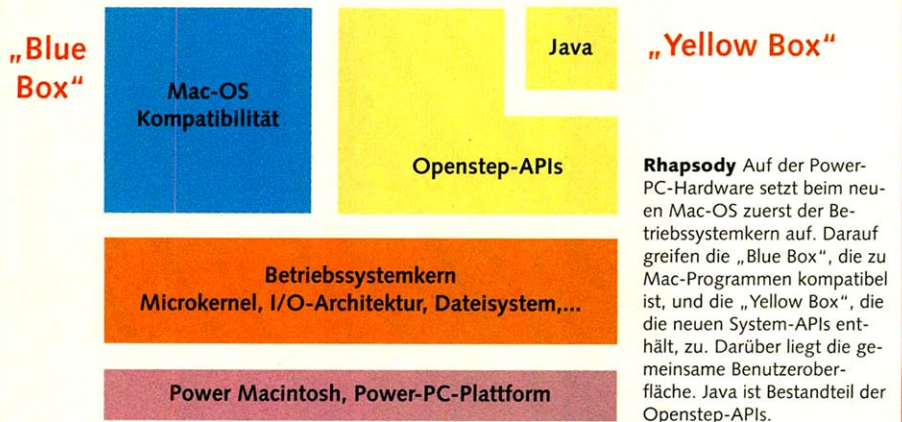 „Blue
Box“
Mac-OS
Kompatibilität
Java
Openstep-APIs
„Yellow Box“
Betriebssystemkern
Microkernel, I/O-Architektur, Dateisystem,...
Power Macintosh, Power-PC-Plattform
Rhapsody Auf der Power-
PC-Hardware setzt beim neu-
en Mac-OS zuerst der Be-
triebssystemkern auf. Darauf
greifen die „Blue Box“, die zu
Mac-Programmen kompatibel
ist, und die „Yellow Box“, die
die neuen System-APIs ent-
hält, zu. Darüber liegt die ge-
meinsame Benutzerober-
fläche. Java ist Bestandteil der
Openstep-APIs.